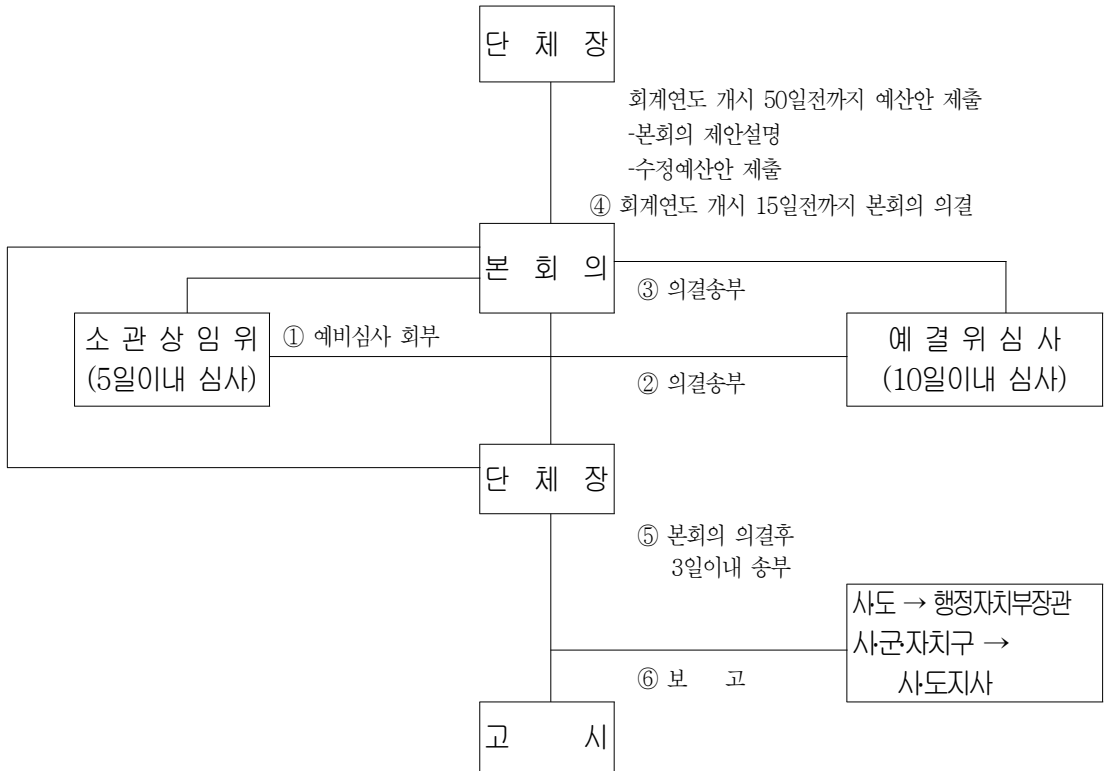 단 체 장
회계연도 개시 50일전까지 예산안 제출
-본회의 제안설명
-수정예산안 제출
④ 회계연도 개시 15일전까지 본회의 의결
본 회 의
③ 의결송부
소 관 상 임 위
(5일이내 심사)
① 예비심사 회부
예 결 위 심 사
(10일이내 심사)
② 의결송부
단 체 장
⑤ 본회의 의결후
3일이내 송부
시·도 → 행정자치부장관
시·군·자치구 →
시·도지사
⑥ 보 고
고 시